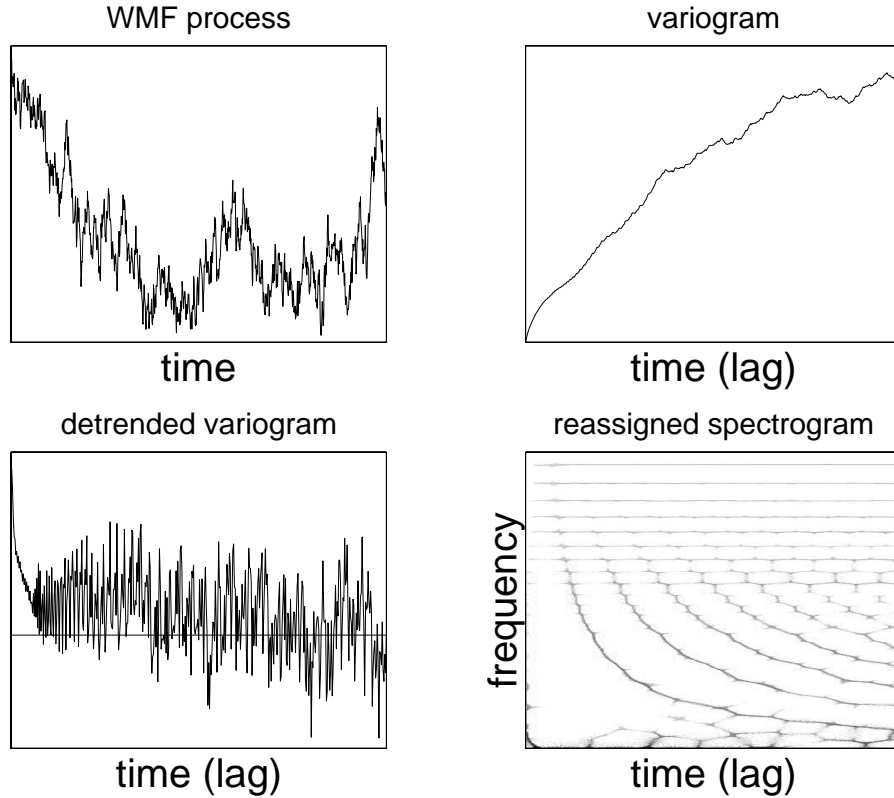 WMF process
variogram
time
time (lag)
detrended variogram
reassigned spectrogram
frequency
time (lag)
time (lag)